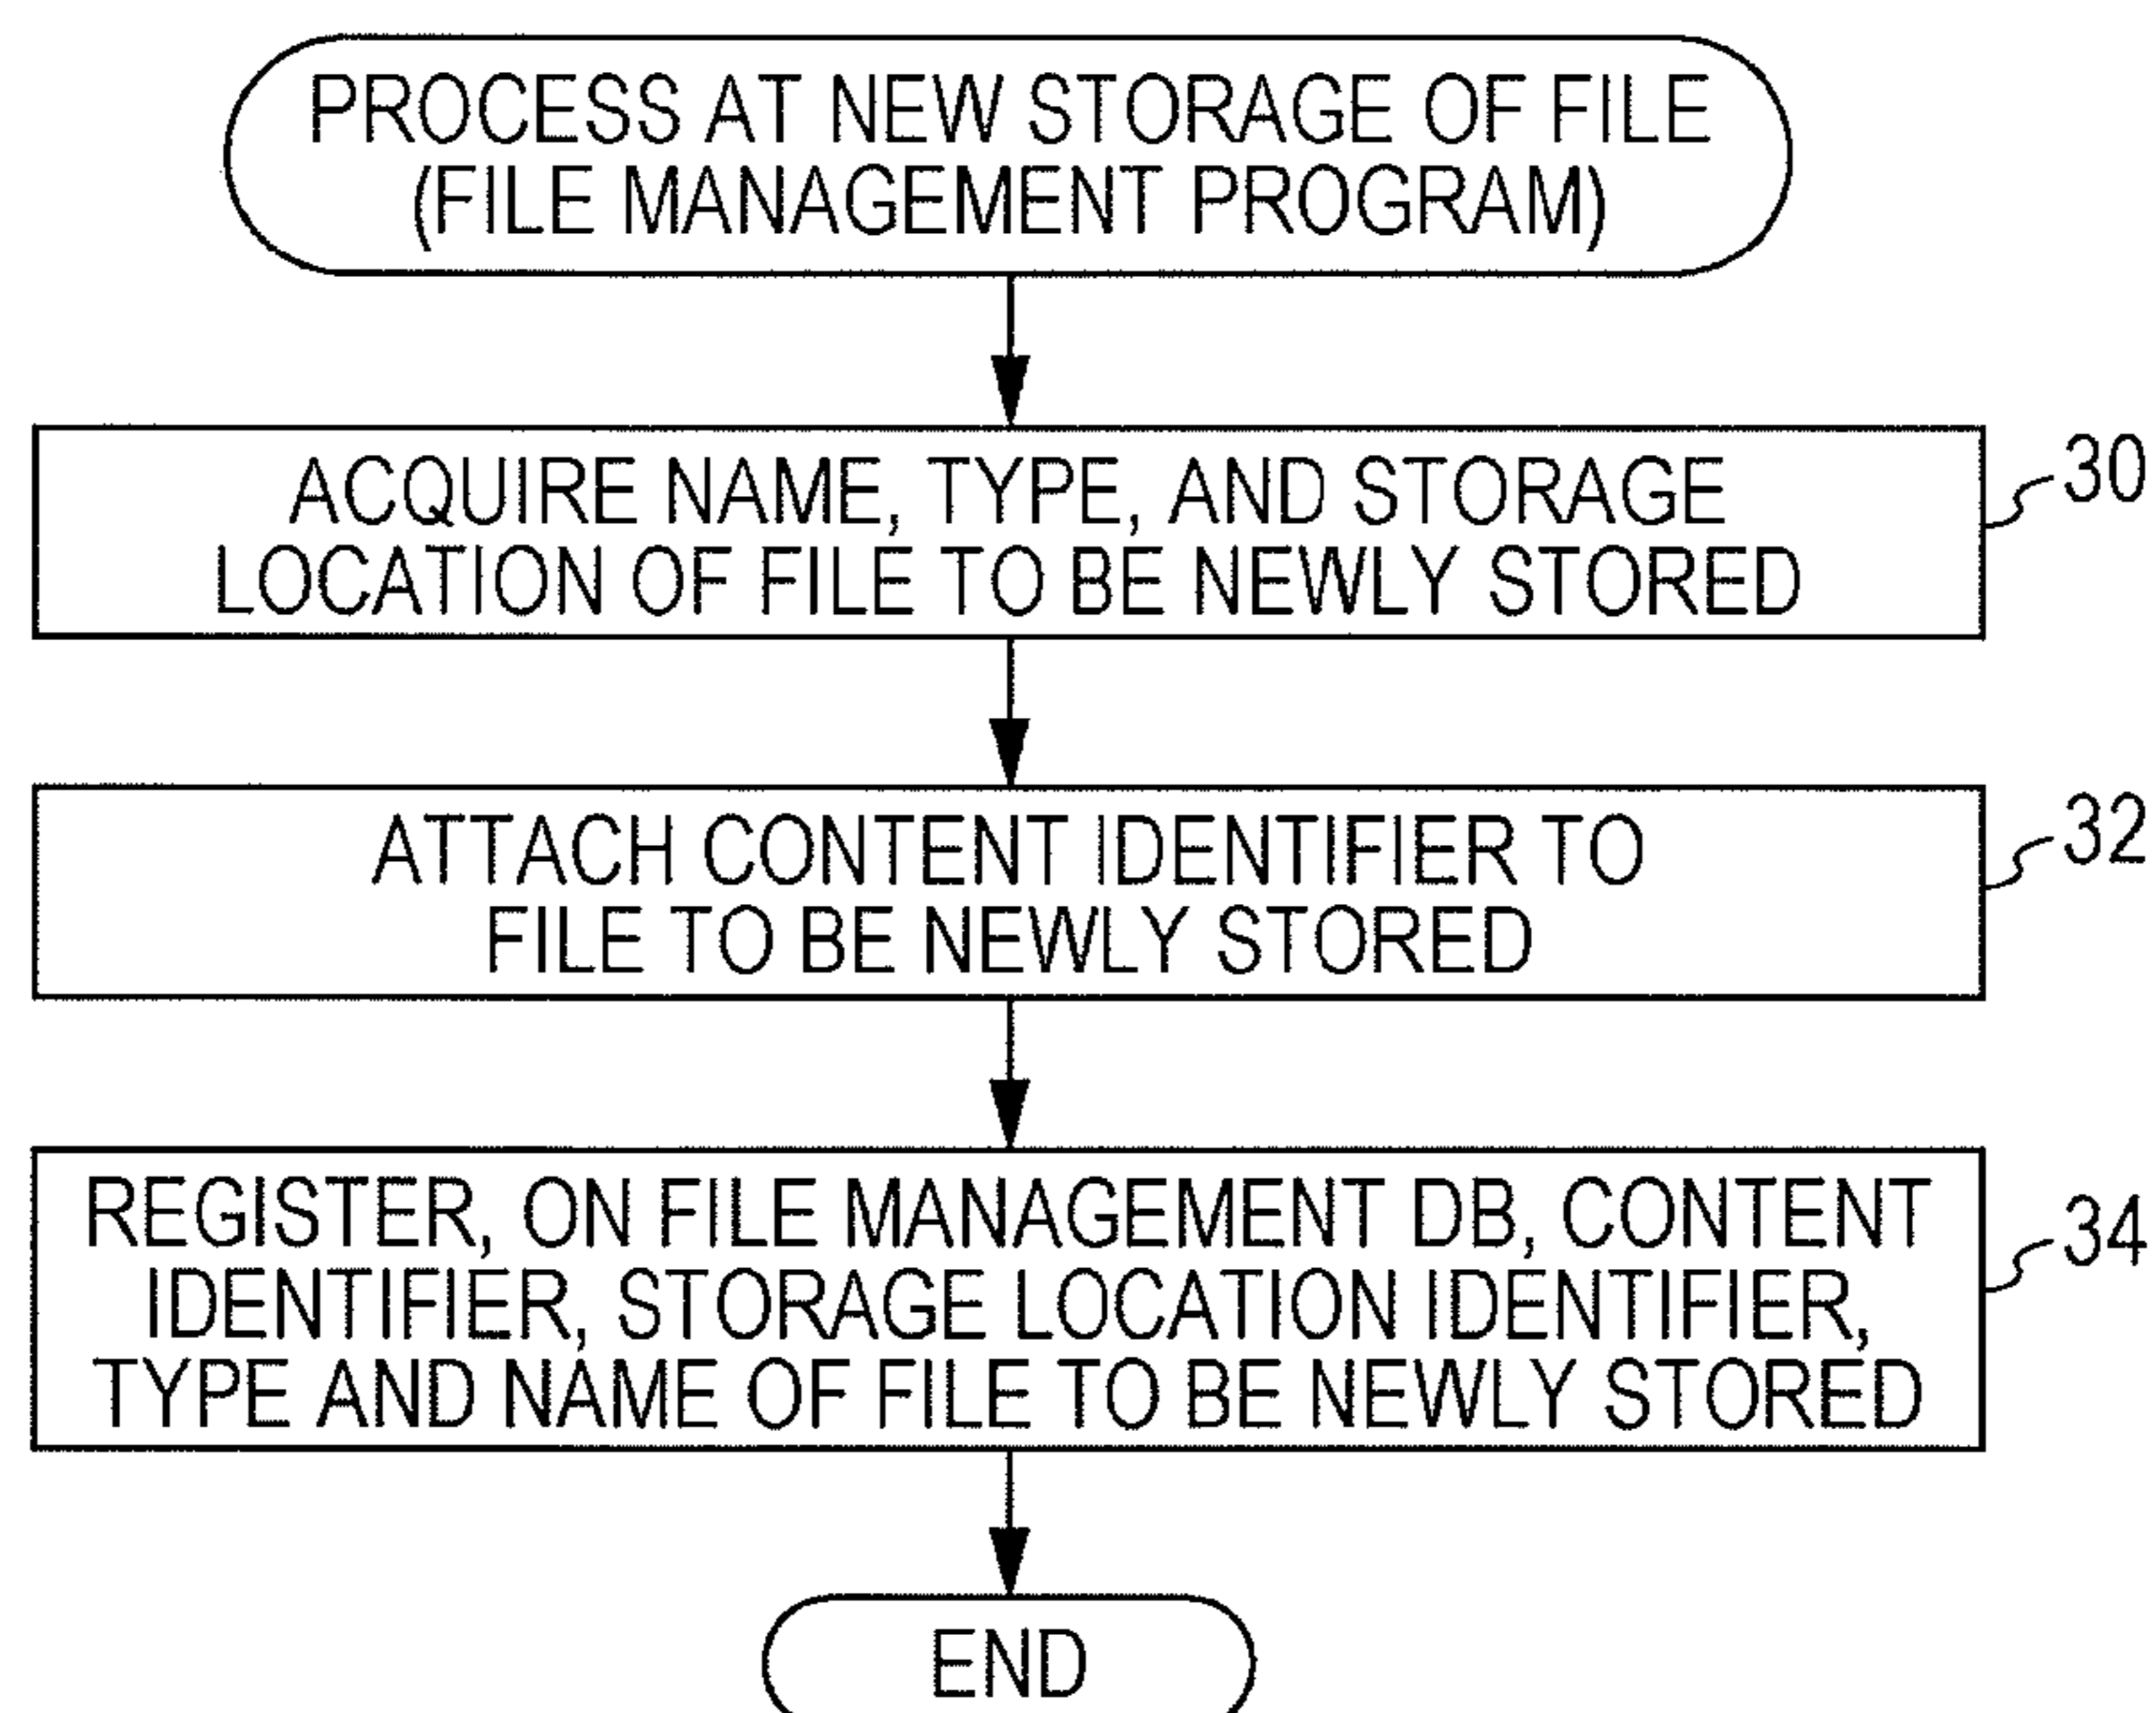 PROCESS AT NEW STORAGE OF FILE
(FILE MANAGEMENT PROGRAM)
ACQUIRE NAME, TYPE, AND STORAGE
LOCATION OF FILE TO BE NEWLY STORED
30
ATTACH CONTENT IDENTIFIER TO
FILE TO BE NEWLY STORED
32
REGISTER, ON FILE MANAGEMENT DB, CONTENT
IDENTIFIER, STORAGE LOCATION IDENTIFIER,
TYPE AND NAME OF FILE TO BE NEWLY STORED
34
END